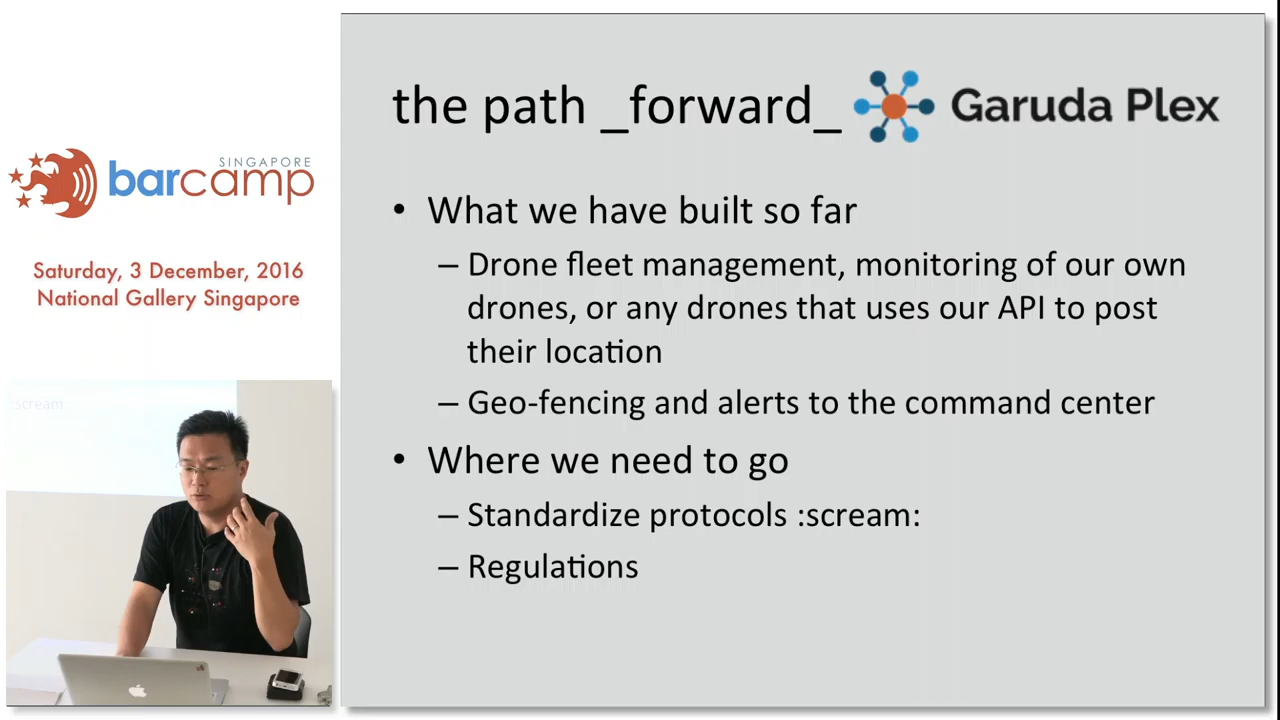 SINGAPORE
barcamp
Saturday, 3 December, 2016
National Gallery Singapore
:scream
the path _forward_
Garuda Plex
• What we have built so far
– Drone fleet management, monitoring of our own
drones, or any drones that uses our API to post
their location
– Geo-fencing and alerts to the command center
• Where we need to go
– Standardize protocols :scream:
– Regulations